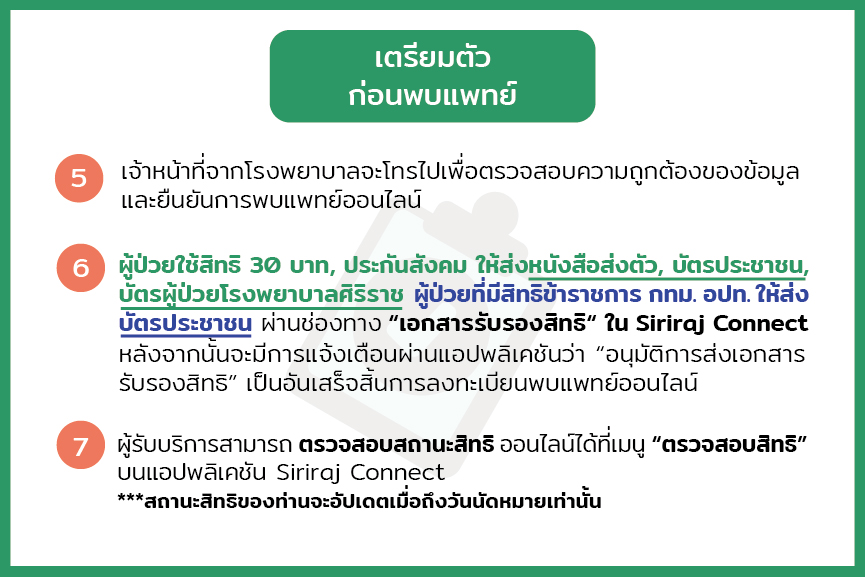 เตรียมตัว
ก่อนพบแพทย์
5 เจ้าหน้าที่จากโรงพยาบาลจะโทรไปเพื่อตรวจสอบความถูกต้องของข้อมูล
และยืนยันการพบแพทย์ออนไลน์
6 ผู้ป่วยใช้สิทธิ 30 บาท, ประกันสังคม ให้ส่งหนังสือส่งตัว, บัตรประชาชน,
บัตรผู้ป่วยโรงพยาบาลศิริราช ผู้ป่วยที่มีสิทธิข้าราชการ กทม. อปท. ให้ส่ง
บัตรประชาชน ผ่านช่องทาง “เอกสารรับรองสิทธิ“ ใน Siriraj Connect
หลังจากนั้นจะมีการแจ้งเตือนผ่านแอปพลิเคชันว่า “อนุมัติการส่งเอกสาร
รับรองสิทธิ” เป็นอันเสร็จสิ้นการลงทะเบียนพบแพทย์ออนไลน์
7 ผู้รับบริการสามารถ ตรวจสอบสถานะสิทธิ ออนไลน์ได้ที่เมนู “ตรวจสอบสิทธิ”
บนแอปพลิเคชัน Siriraj Connect
***สถานะสิทธิของท่านจะอัปเดตเมื่อถึงวันนัดหมายเท่านั้น